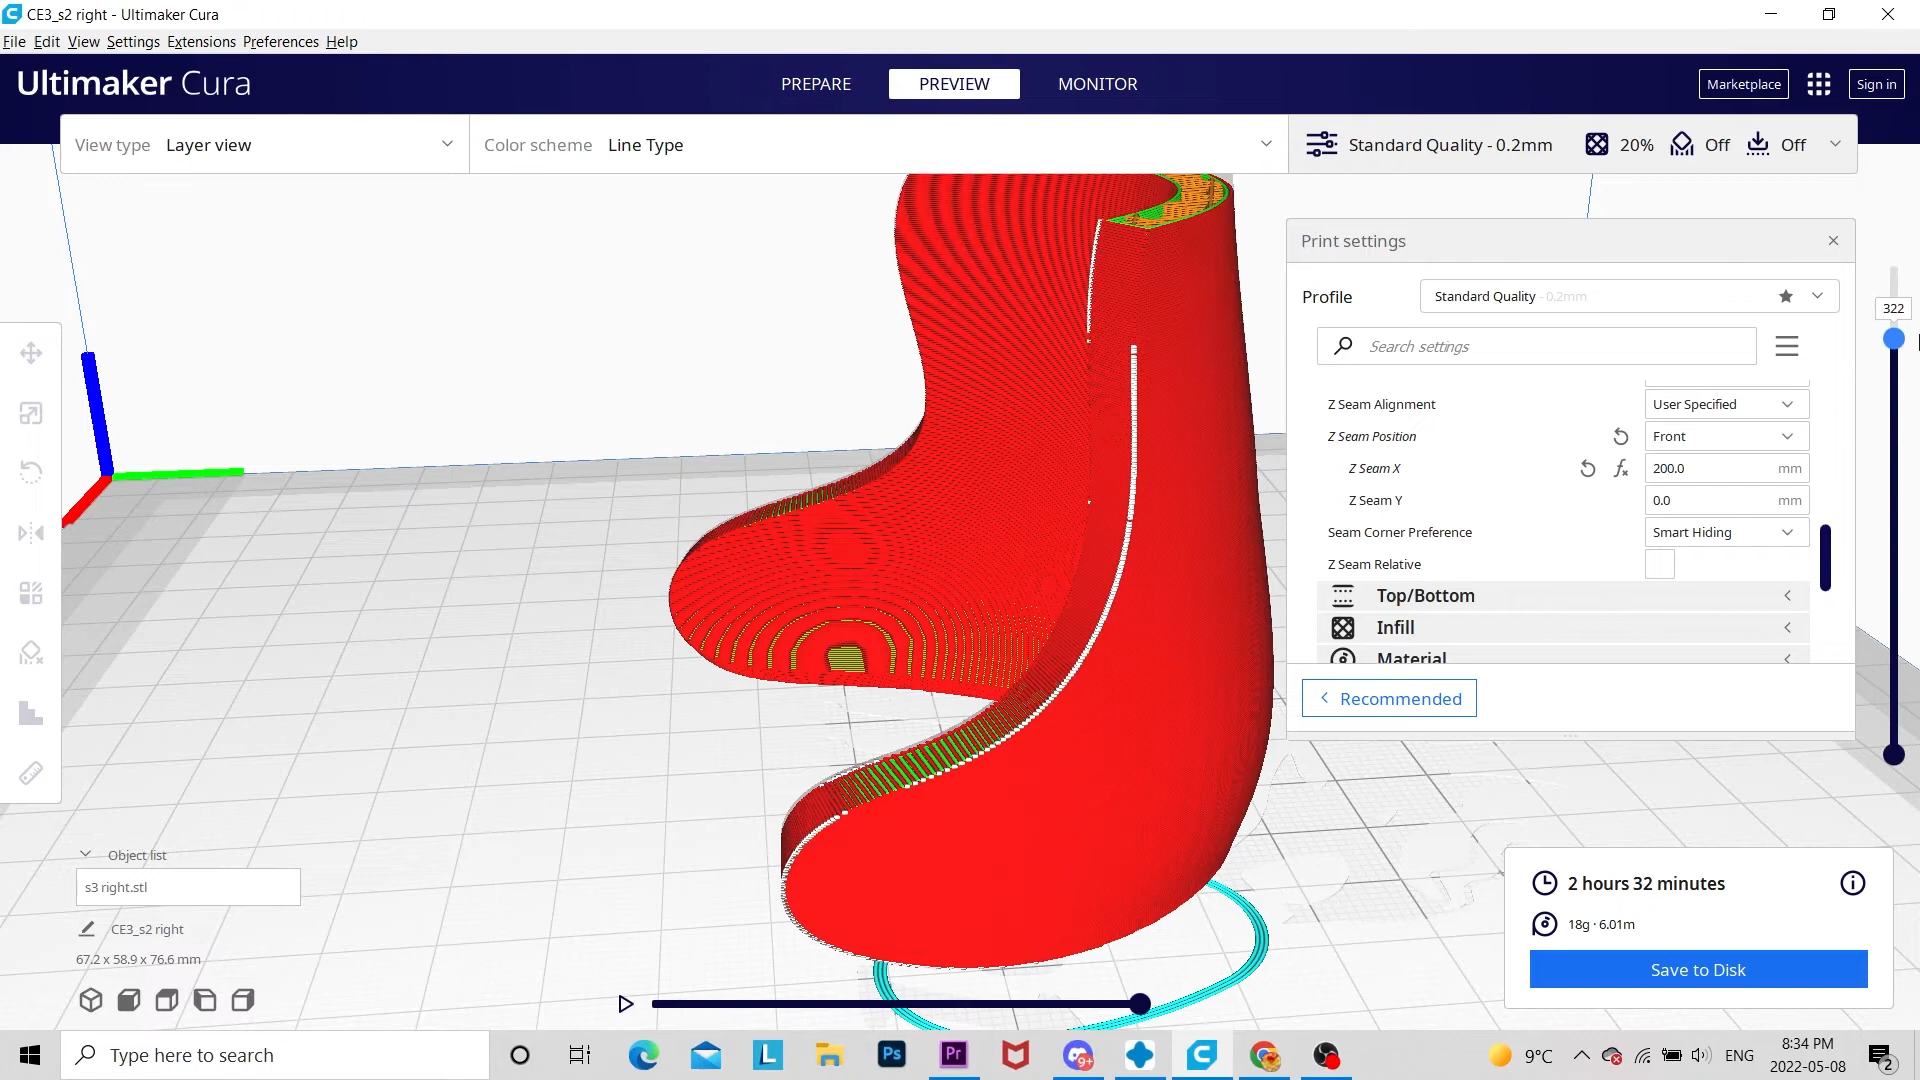 CE3_s2 right - Ultimaker Cura
File Edit View Settings Extensions Preferences Help
Ultimaker Cura
PREPARE PREVIEW MONITOR
Marketplace Sign in
View type Layer view
Color scheme Line Type
Standard Quality - 0.2mm 20% Off Off
Print settings
Profile Standard Quality - 0.2mm
322
Search settings
Z Seam Alignment User Specified
Z Seam Position Front
Z Seam X 200.0 mm
Z Seam Y 0.0 mm
Seam Corner Preference Smart Hiding
Z Seam Relative
Top/Bottom
Infill
Material
Recommended
Object list
s3 right.stl
CE3_s2 right
67.2 x 58.9 x 76.6 mm
2 hours 32 minutes
18g · 6.01m
Save to Disk
Type here to search
L
Ps
Pr
9+
9°C
ENG
8:34 PM
2022-05-08
2